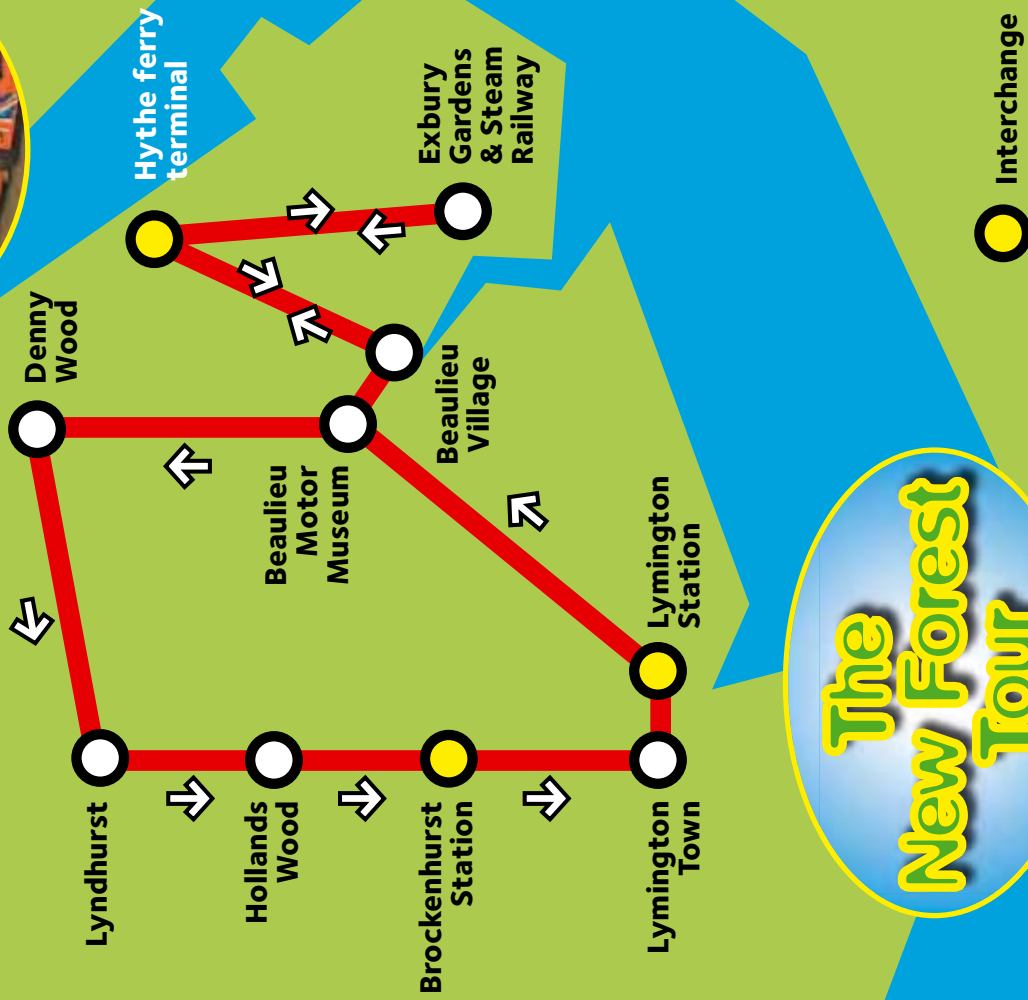 Hythe ferry
terminal
Exbury
Gardens
& Steam
Railway
Denny
Wood
Beaulieu
Village
Beaulieu
Motor
Museum
Lymington
Station
Lyndhurst
Hollands
Wood
Brockenhurst
Station
Lymington
Town
Interchange
The
New Forest
Tour